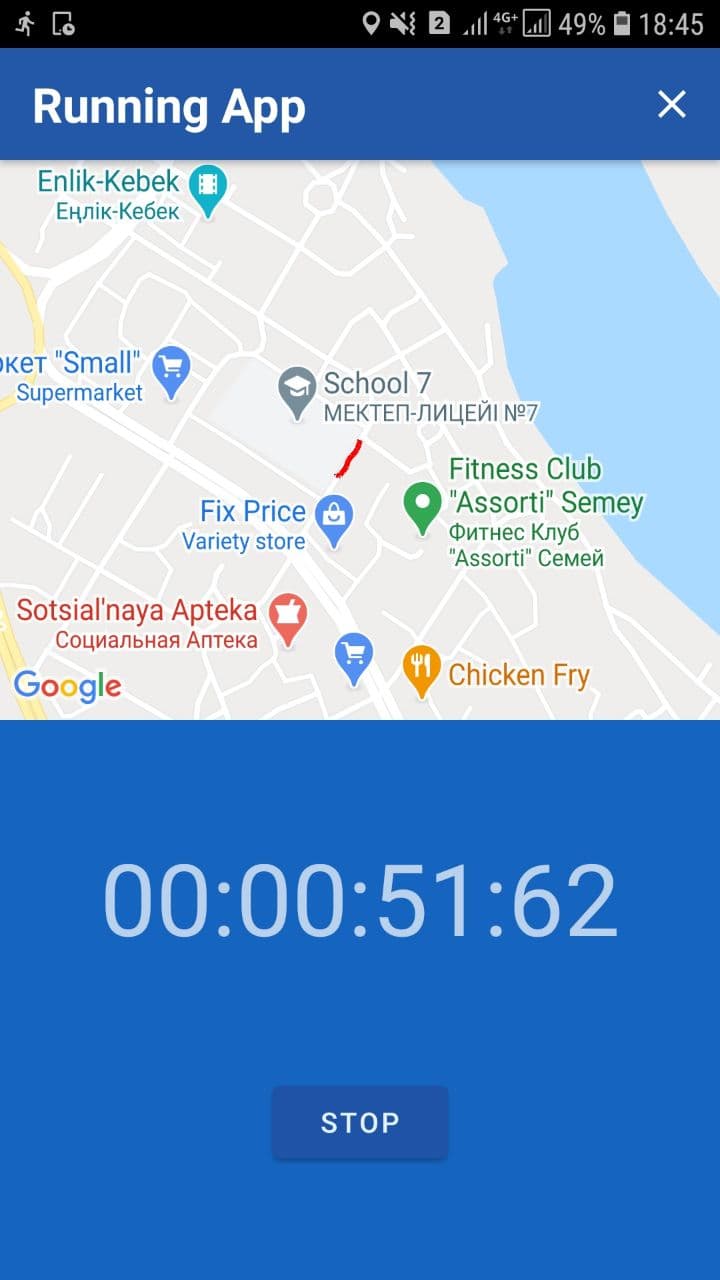 2 4G+ 49% 18:45
Running App
Enlik-Kebek
Еңлік-Кебек
кет "Small"
Supermarket
School 7
МЕКТЕП-ЛИЦЕЙІ №7
Fitness Club
"Assorti" Semey
Фитнес Клуб
"Assorti" Семей
Fix Price
Variety store
Sotsial'naya Apteka
Социальная Аптека
Chicken Fry
Google
00:00:51:62
STOP